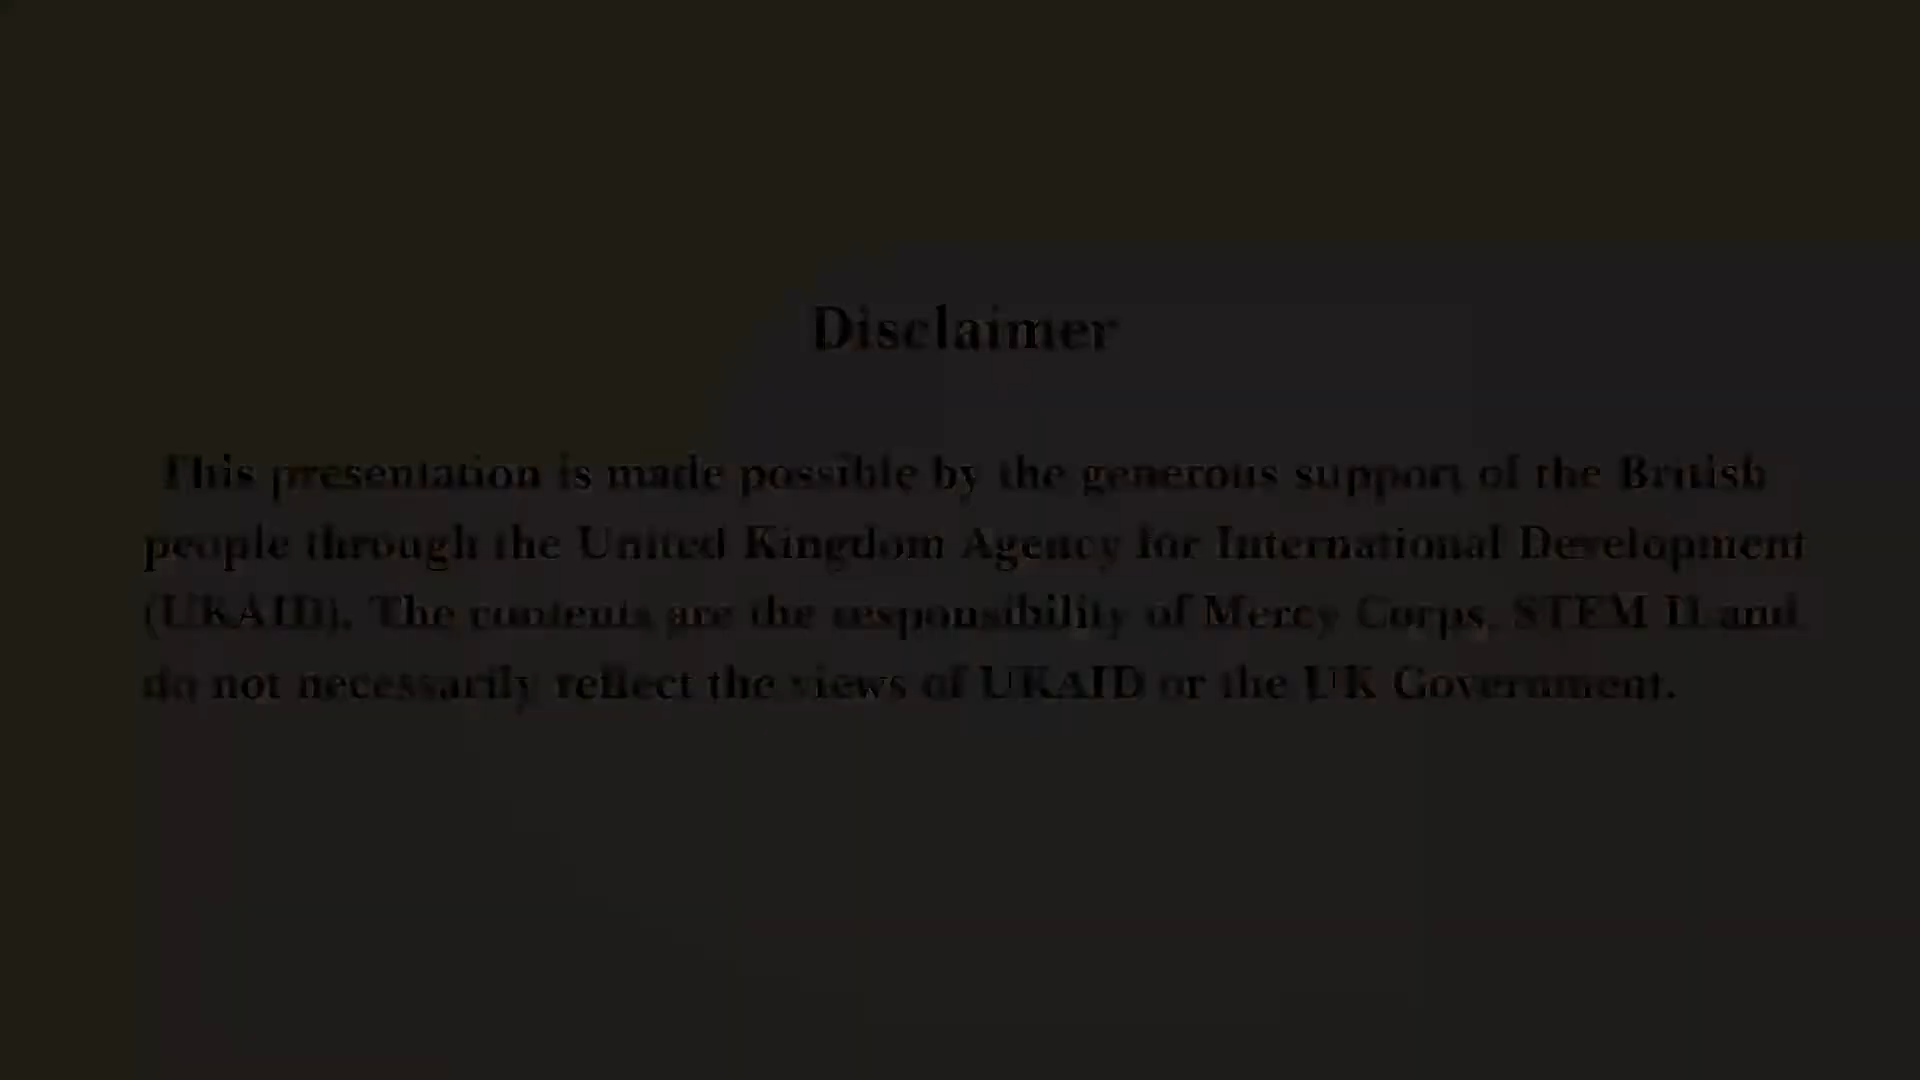 Disclaimer
This presentation is made possible by the generous support of the British
people through the United Kingdom Agency for International Development
(UKAID). The contents are the responsibility of Mercy Corps, STEM II and
do not necessarily reflect the views of UKAID or the UK Government.